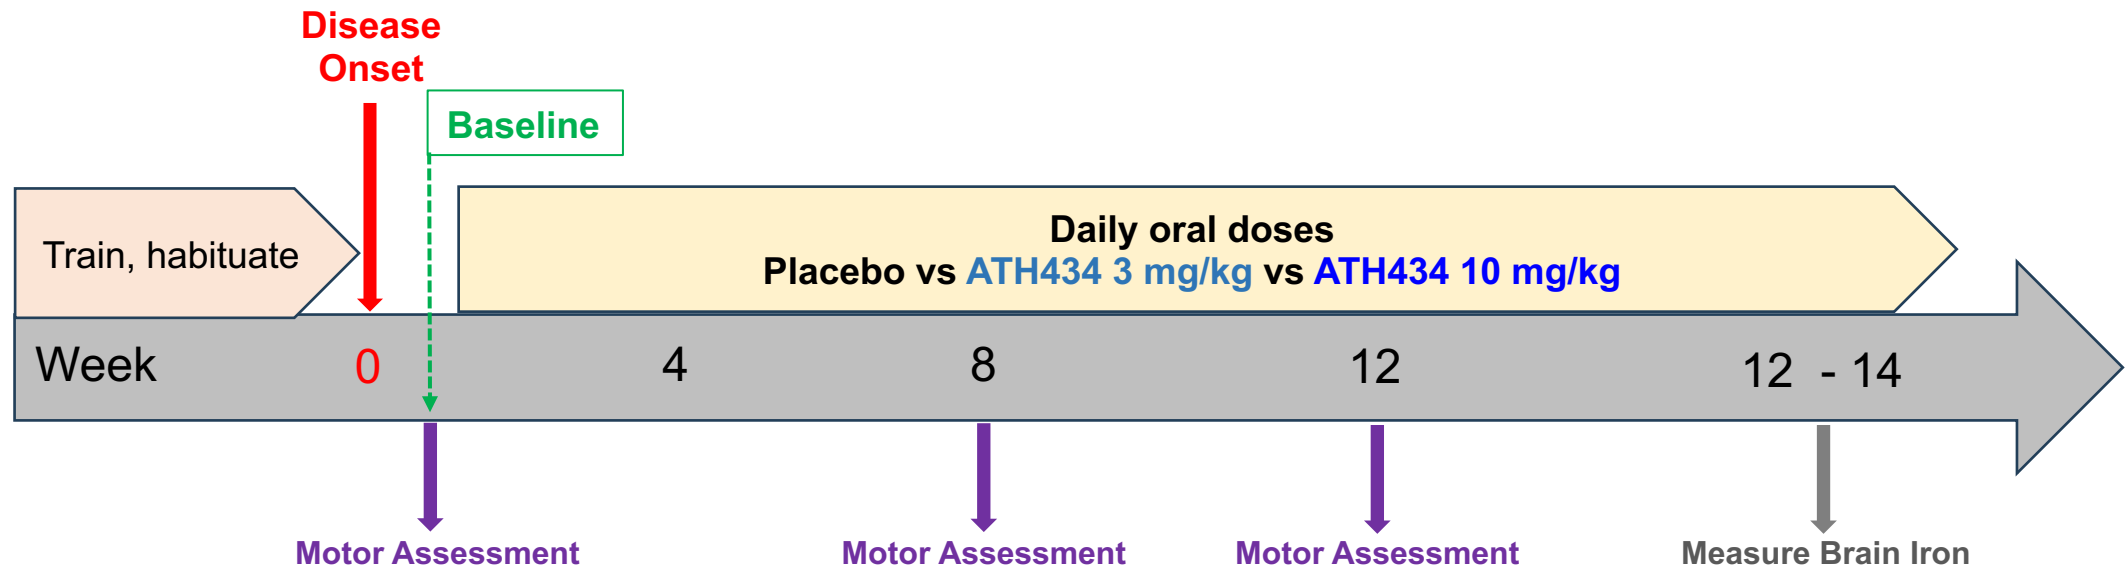 Disease
Onset
Baseline
Train, habituate
Daily oral doses
Placebo vs ATH434 3 mg/kg vs ATH434 10 mg/kg
Week 0 4 8 12 12 - 14
Motor Assessment Motor Assessment Motor Assessment Measure Brain Iron